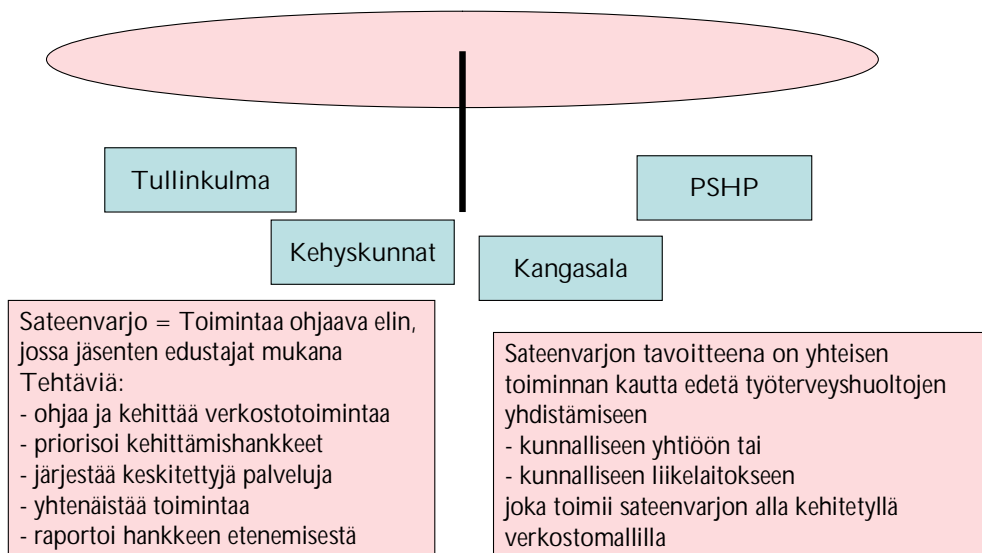 Tullinkulma
PSHP
Kehyskunnat
Kangasala
Sateenvarjo = Toimintaa ohjaava elin,
jossa jäsenten edustajat mukana
Tehtäviä:
- ohjaa ja kehittää verkostotoimintaa
- priorisoi kehittämishankkeet
- järjestää keskitettyjä palveluja
- yhtenäistää toimintaa
- raportoi hankkeen etenemisestä
Sateenvarjon tavoitteena on yhteisen
toiminnan kautta edetä työterveyshuoltojen
yhdistämiseen
- kunnalliseen yhtiöön tai
- kunnalliseen liikelaitokseen
joka toimii sateenvarjon alla kehitetyllä
verkostomallilla